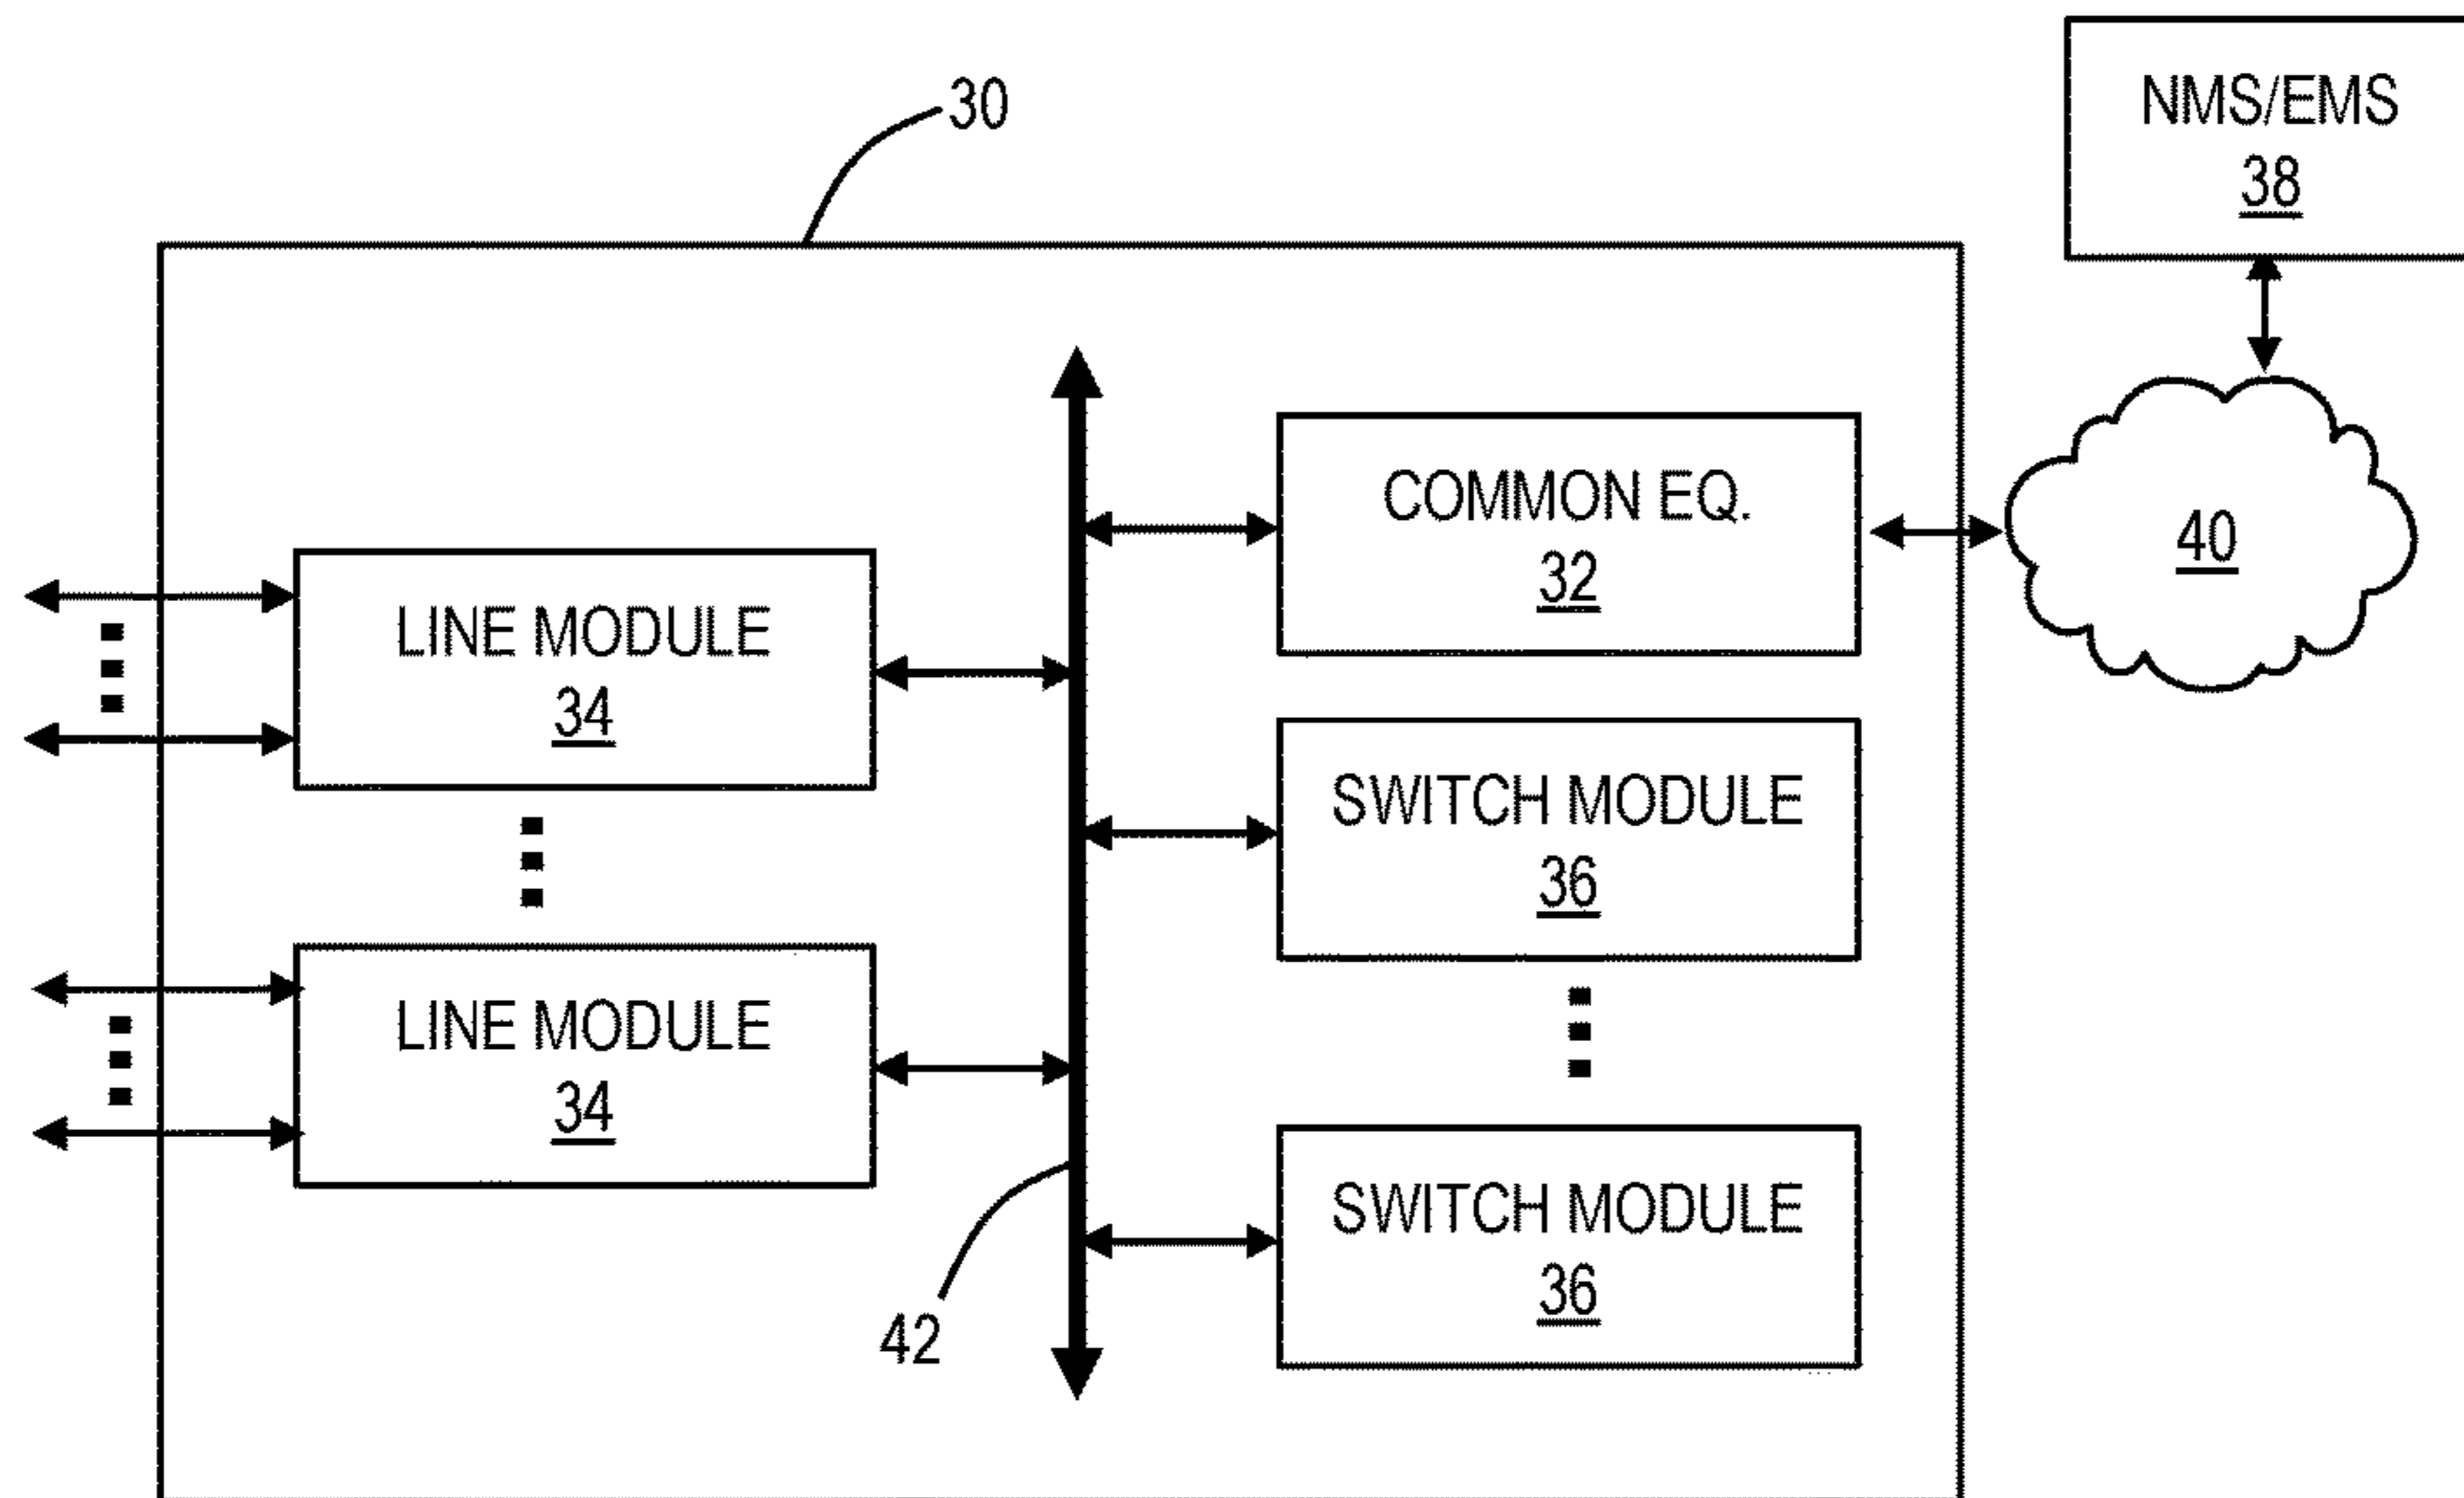 NMS/EMS
38
30
COMMON EQ.
32
40
LINE MODULE
34
SWITCH MODULE
36
LINE MODULE
34
SWITCH MODULE
36
42